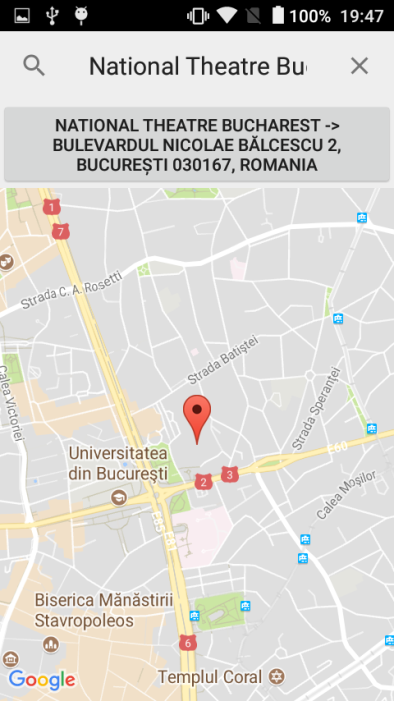 100% 19:47
National Theatre Bu
NATIONAL THEATRE BUCHAREST ->
BULEVARDUL NICOLAE BĂLCESCU 2,
BUCUREȘTI 030167, ROMANIA
1
7
Strada C. A. Rosetti
Strada Batiștei
Calea Victoriei
Strada Speranței
E60
Universitatea
din București
2
3
Calea Moșilor
E85
Biserica Mănăstirii
Stavropoleos
6
Templul Coral
Google